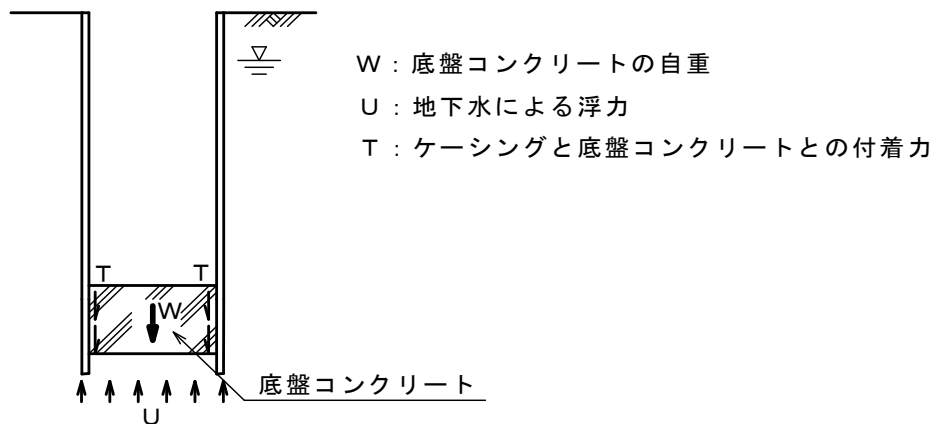 W：底盤コンクリートの自重
U：地下水による浮力
T：ケーシングと底盤コンクリートとの付着力
T T
W
底盤コンクリート
U